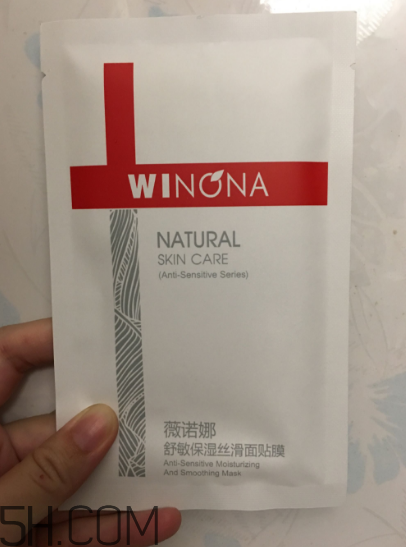 WINONA
NATURAL
SKIN CARE
(Anti-Sensitive Series)
薇诺娜
舒敏保湿丝滑面贴膜
Anti-Sensitive Moisturizing
And Smoothing Mask
5H.COM